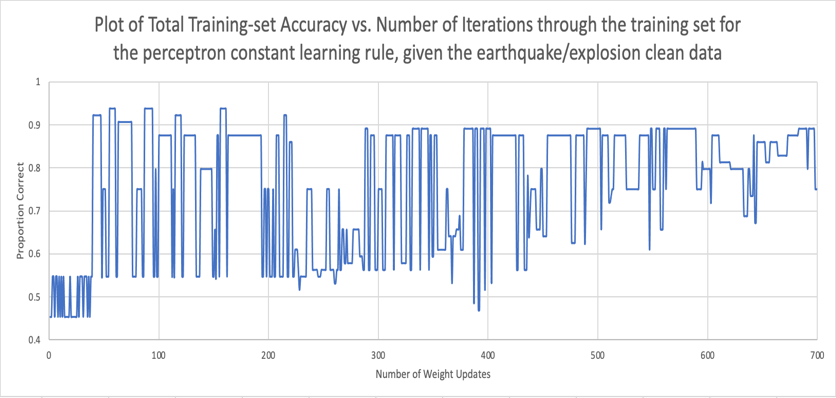 Plot of Total Training-set Accuracy vs. Number of Iterations through the training set for
the perceptron constant learning rule, given the earthquake/explosion clean data
1
0.9
0.8
0.7
0.6
0.5
0.4
Proportion Correct
0 100 200 300 400 500 600 700
Number of Weight Updates